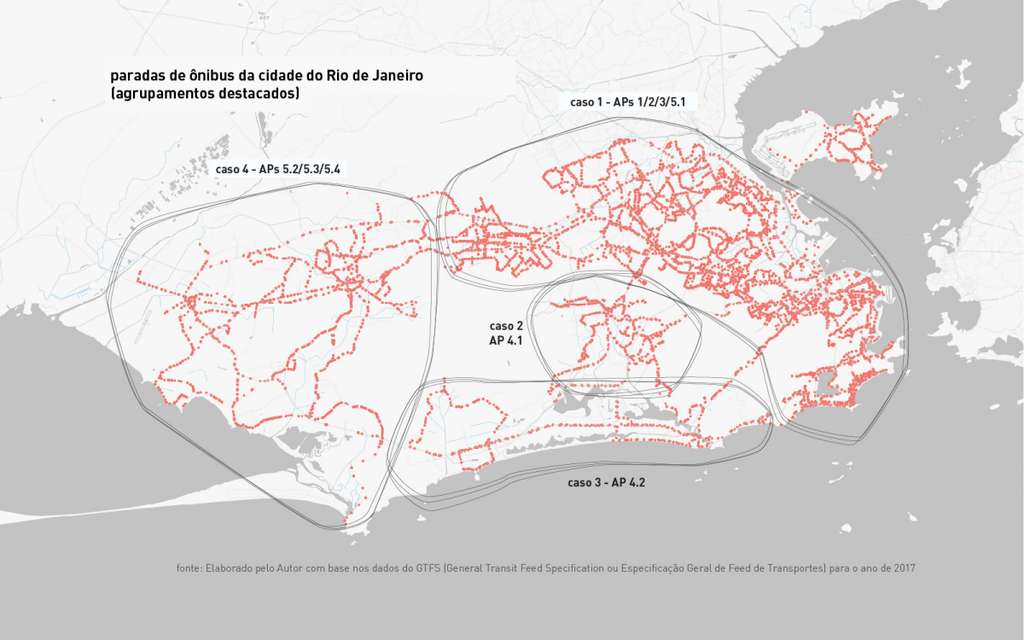 paradas de ônibus da cidade do Rio de Janeiro
(agrupamentos destacados)
caso 1 - APs 1/2/3/5.1
caso 4 - APs 5.2/5.3/5.4
caso 2
AP 4.1
caso 3 - AP 4.2
fonte: Elaborado pelo Autor com base nos dados do GTFS (General Transit Feed Specification ou Especificação Geral de Feed de Transportes) para o ano de 2017